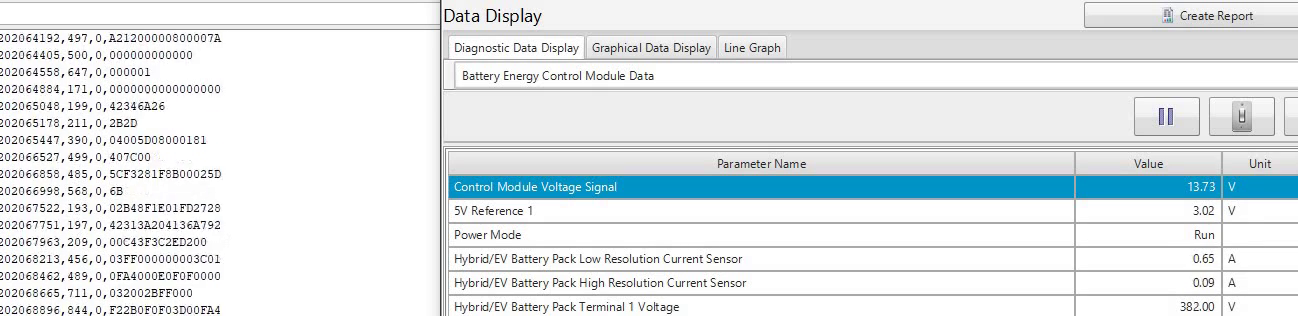 202064192,497,0,A21200000800007A
202064405,500,0,000000000000
202064558,647,0,000001
202064884,171,0,00000000000000
202065048,199,0,42346A26
202065178,211,0,2B2D
202065447,390,0,04005D08000181
202066527,499,0,407C00
202066858,485,0,5CF3281F8B00025D
202066998,568,0,6B
202067522,193,0,02B48F1E01FD2728
202067751,197,0,42313A204136A792
202067963,209,0,00C43F3C2ED200
202068213,456,0,03FF000000003C01
202068462,489,0,0FA4000E0F0F0000
202068665,711,0,032002BFF000
202068896,844,0,F22B0F0F03D00FA4
Data Display
Create Report
Diagnostic Data Display Graphical Data Display Line Graph
Battery Energy Control Module Data
Parameter Name Value Unit
Control Module Voltage Signal 13.73 V
5V Reference 1 3.02 V
Power Mode Run
Hybrid/EV Battery Pack Low Resolution Current Sensor 0.65 A
Hybrid/EV Battery Pack High Resolution Current Sensor 0.09 A
Hybrid/EV Battery Pack Terminal 1 Voltage 382.00 V